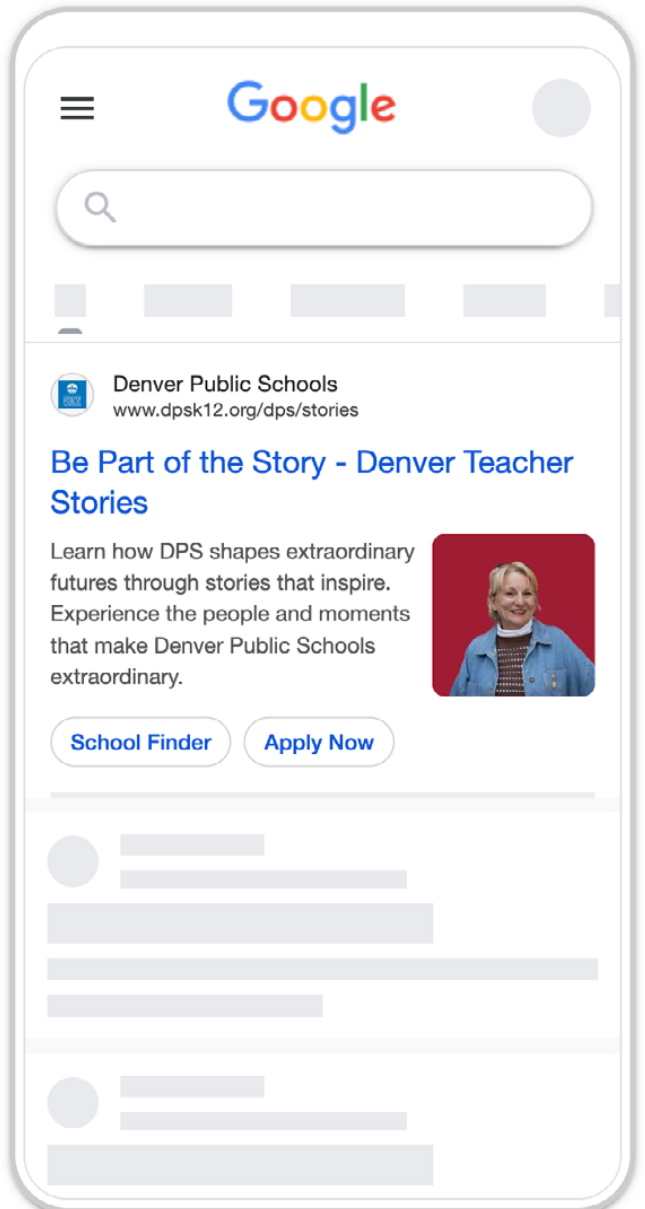 Google
Denver Public Schools
www.dpsk12.org/dps/stories
Be Part of the Story - Denver Teacher
Stories
Learn how DPS shapes extraordinary
futures through stories that inspire.
Experience the people and moments
that make Denver Public Schools
extraordinary.
School Finder
Apply Now